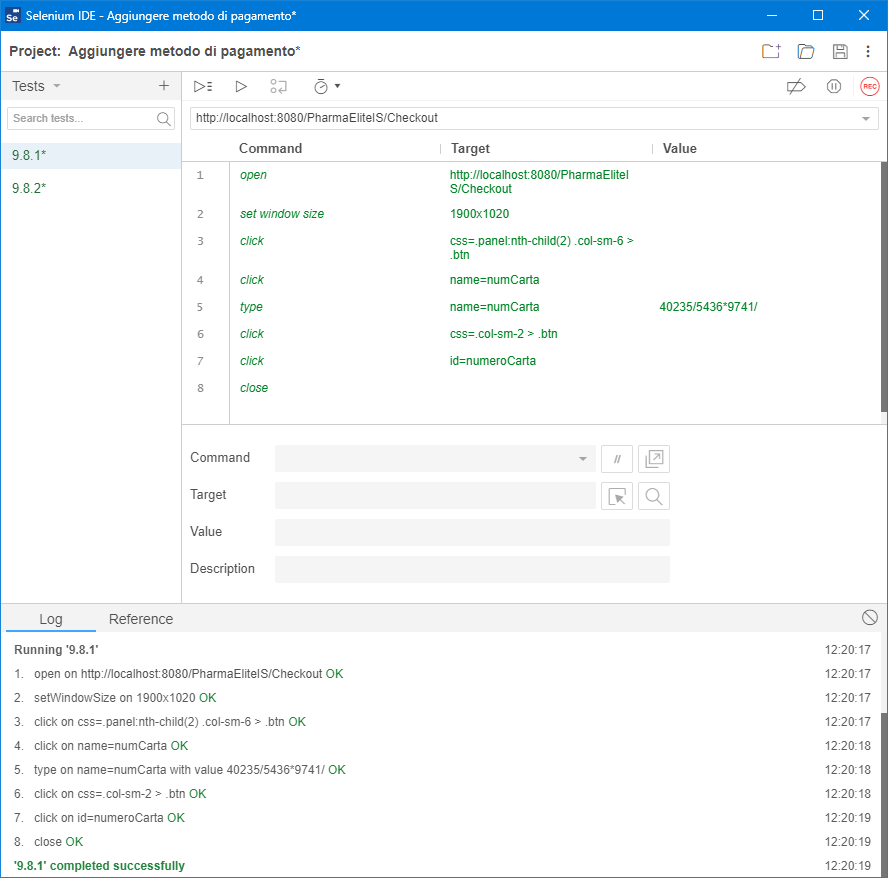 Selenium IDE - Aggiungere metodo di pagamento*
Project: Aggiungere metodo di pagamento*
Tests
Search tests...
9.8.1*
9.8.2*
REC
http://localhost:8080/PharmaEliteIS/Checkout
Command Target Value
1 open http://localhost:8080/PharmaEliteI
S/Checkout
2 set window size 1900x1020
3 click css=.panel:nth-child(2) .col-sm-6 >
.btn
4 click name=numCarta
5 type name=numCarta 40235/5436*9741/
6 click css=.col-sm-2 > .btn
7 click id=numeroCarta
8 close
Command //
Target
Value
Description
Log Reference
Running '9.8.1' 12:20:17
1. open on http://localhost:8080/PharmaEliteIS/Checkout OK 12:20:17
2. setWindowSize on 1900x1020 OK 12:20:17
3. click on css=.panel:nth-child(2) .col-sm-6 > .btn OK 12:20:17
4. click on name=numCarta OK 12:20:18
5. type on name=numCarta with value 40235/5436*9741/ OK 12:20:18
6. click on css=.col-sm-2 > .btn OK 12:20:18
7. click on id=numeroCarta OK 12:20:19
8. close OK 12:20:19
'9.8.1' completed successfully 12:20:19